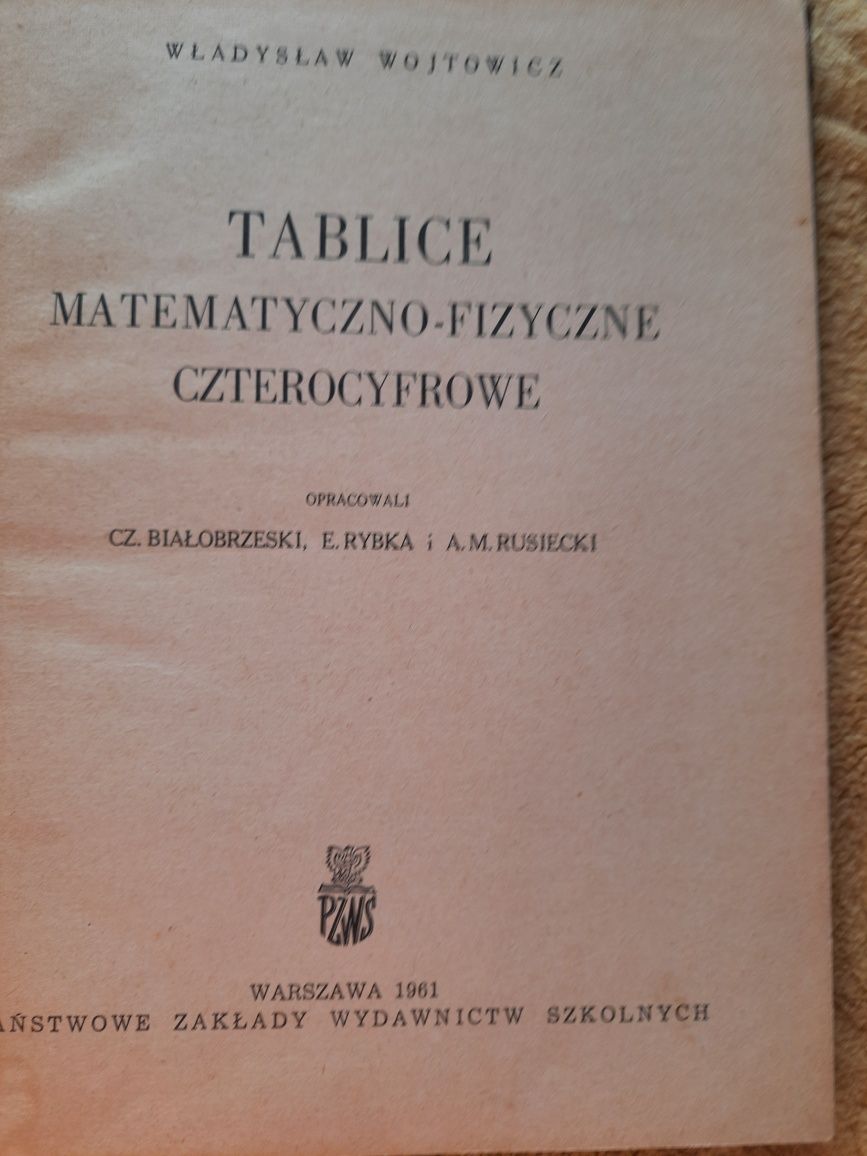 WŁADYSŁAW WOJTOWICZ
TABLICE
MATEMATYCZNO-FIZYCZNE
CZTEROCYFROWE
OPRACOWALI
CZ. BIAŁOBRZESKI, E. RYBKA i A. M. RUSIECKI
PZWS
WARSZAWA 1961
AŃSTWOWE ZAKŁADY WYDAWNICTW SZKOLNYCH